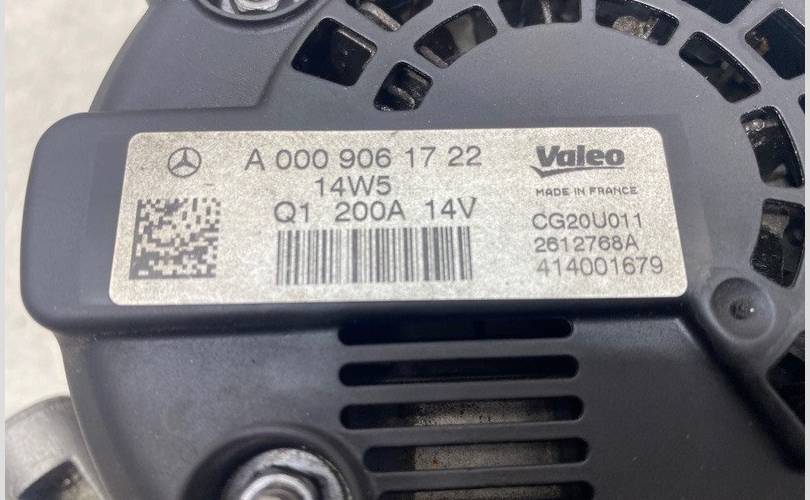 A 000 906 17 22
14W5
Q1 200A 14V
Valeo
MADE IN FRANCE
CG20U011
2612768A
414001679